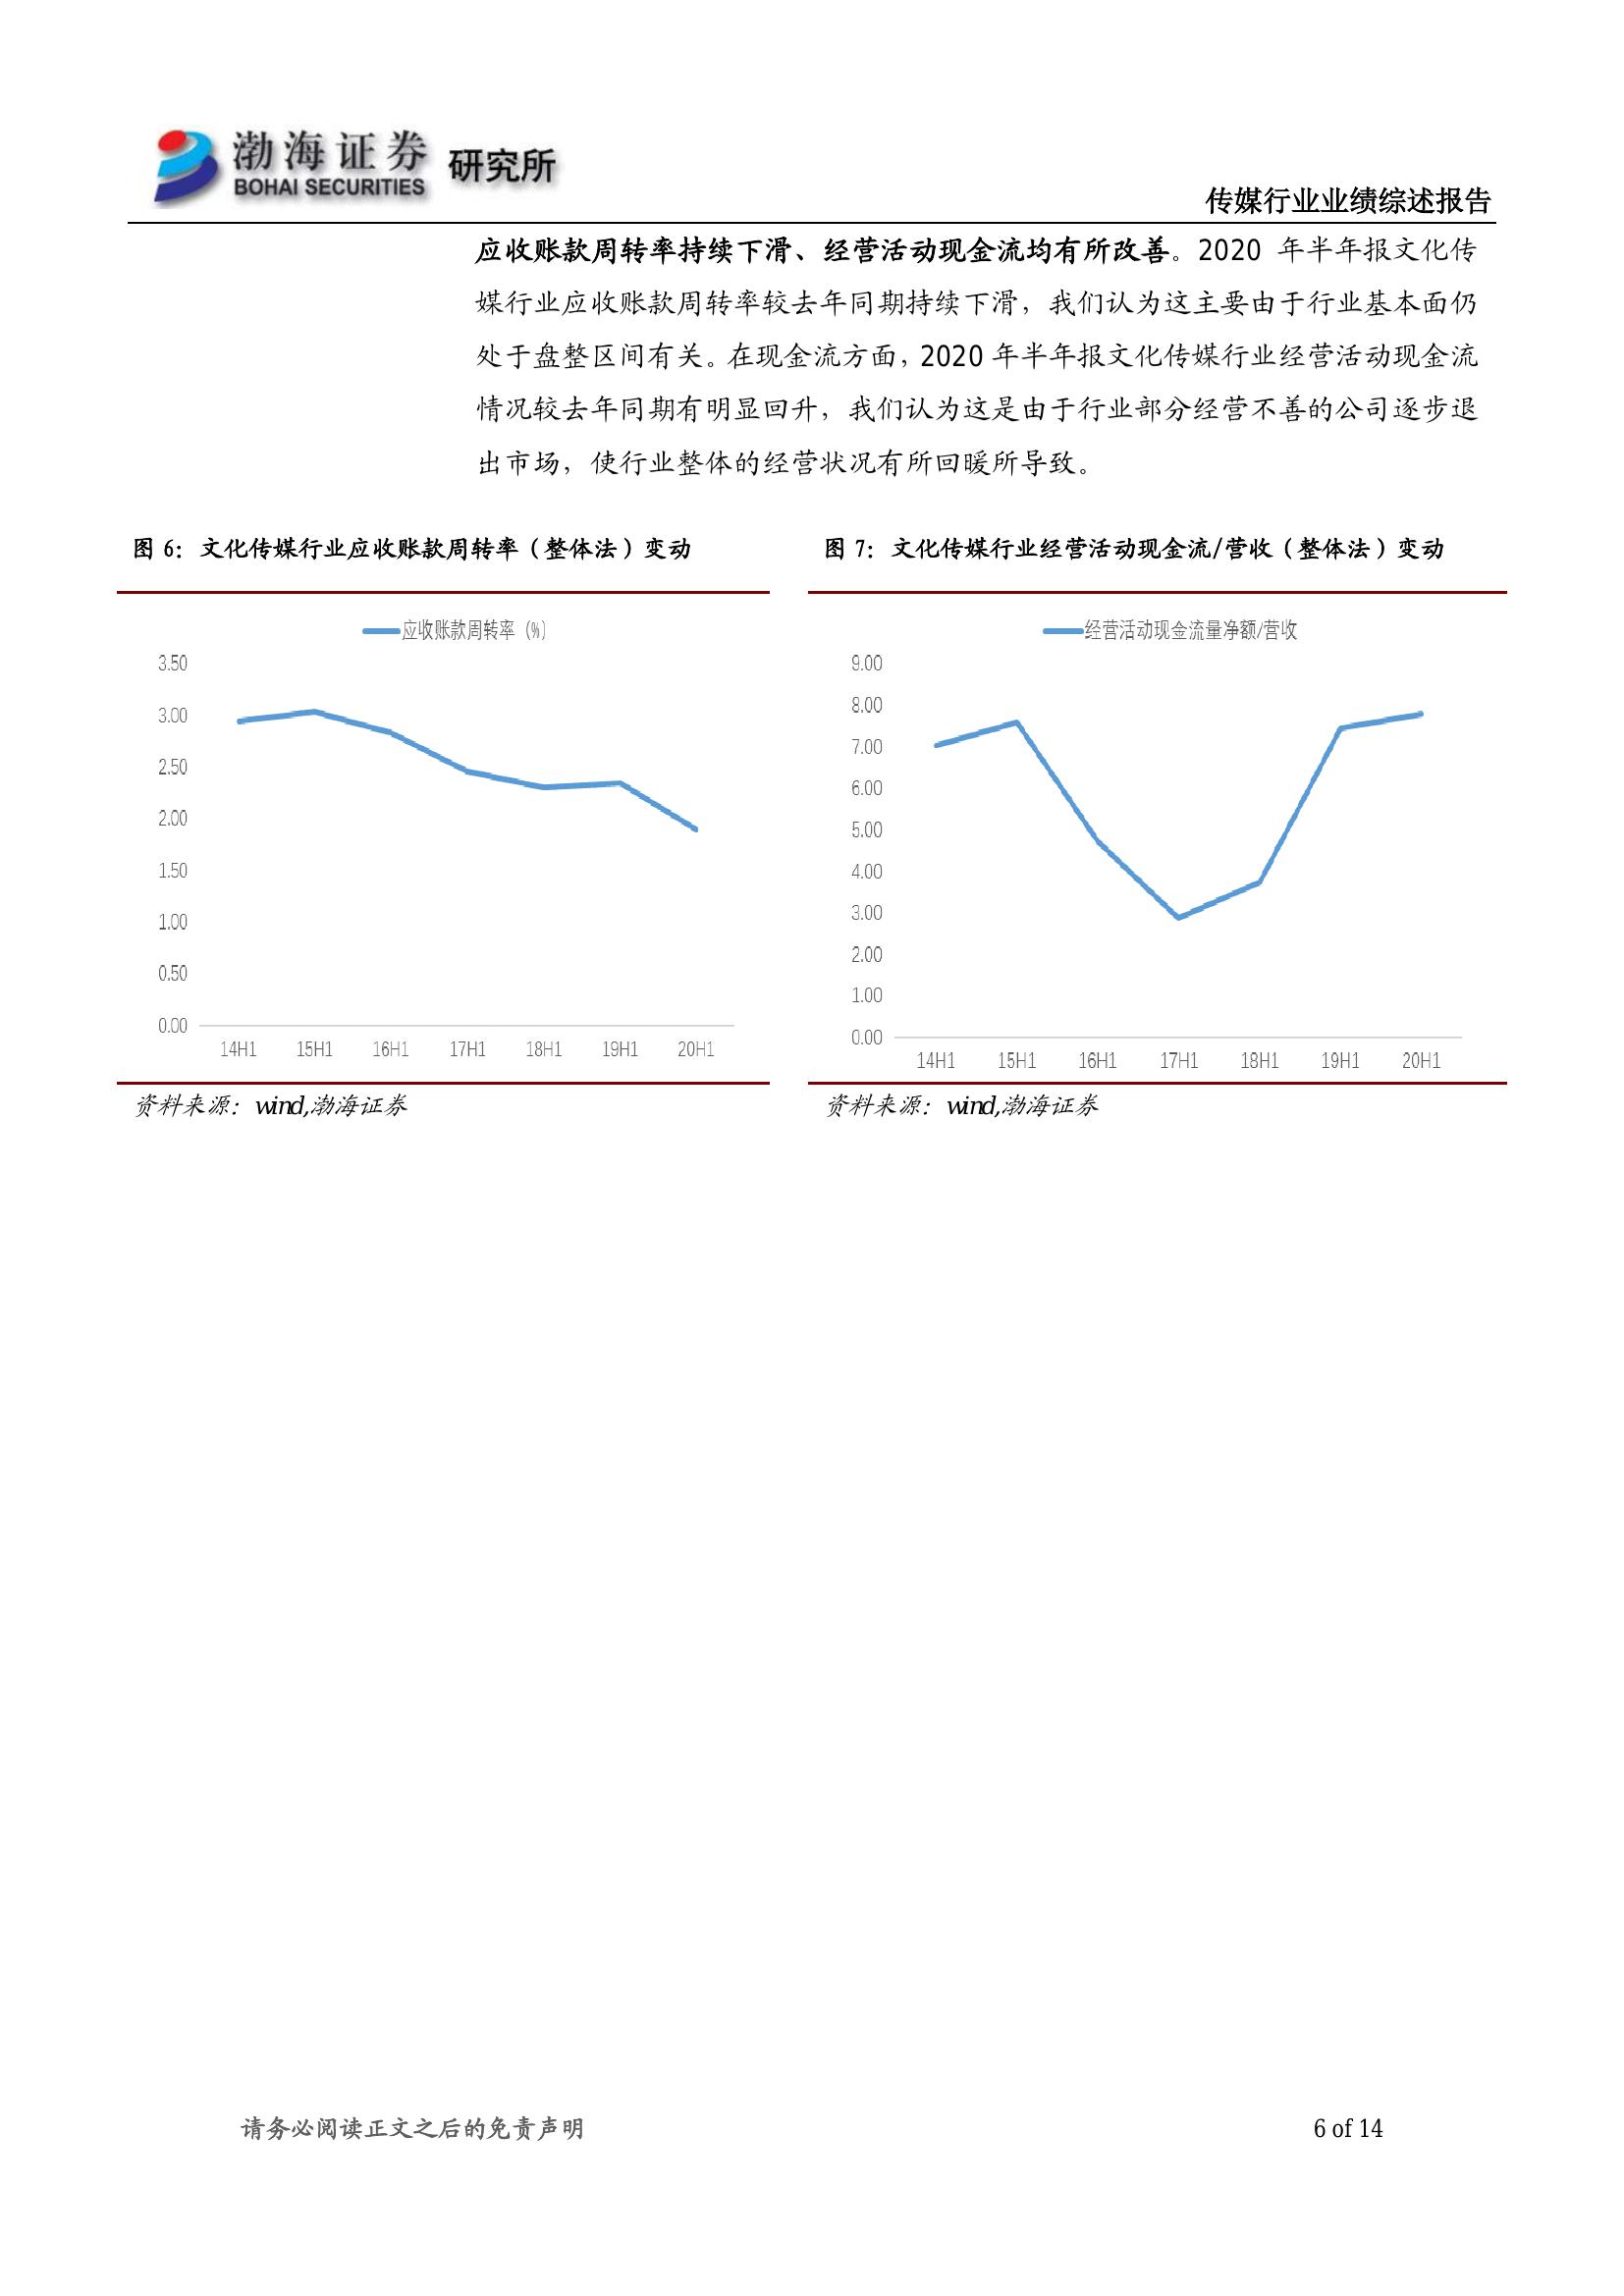 渤海证券 研究所
BOHAI SECURITIES
传媒行业业绩综述报告
应收账款周转率持续下滑、经营活动现金流均有所改善。2020 年半年报文化传
媒行业应收账款周转率较去年同期持续下滑，我们认为这主要由于行业基本面仍
处于盘整区间有关。在现金流方面，2020 年半年报文化传媒行业经营活动现金流
情况较去年同期有明显回升，我们认为这是由于行业部分经营不善的公司逐步退
出市场，使行业整体的经营状况有所回暖所导致。
图 6：文化传媒行业应收账款周转率（整体法）变动
应收账款周转率（%）
3.50
3.00
2.50
2.00
1.50
1.00
0.50
0.00
14H1 15H1 16H1 17H1 18H1 19H1 20H1
资料来源：wind,渤海证券
图 7：文化传媒行业经营活动现金流/营收（整体法）变动
经营活动现金流量净额/营收
9.00
8.00
7.00
6.00
5.00
4.00
3.00
2.00
1.00
0.00
14H1 15H1 16H1 17H1 18H1 19H1 20H1
资料来源：wind,渤海证券
请务必阅读正文之后的免责声明
6 of 14